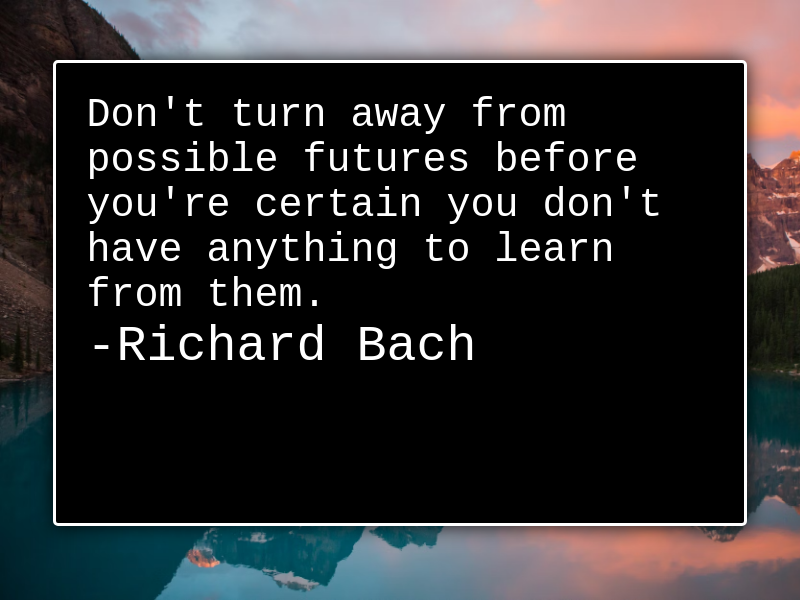 Don't turn away from
possible futures before
you're certain you don't
have anything to learn
from them.
-Richard Bach